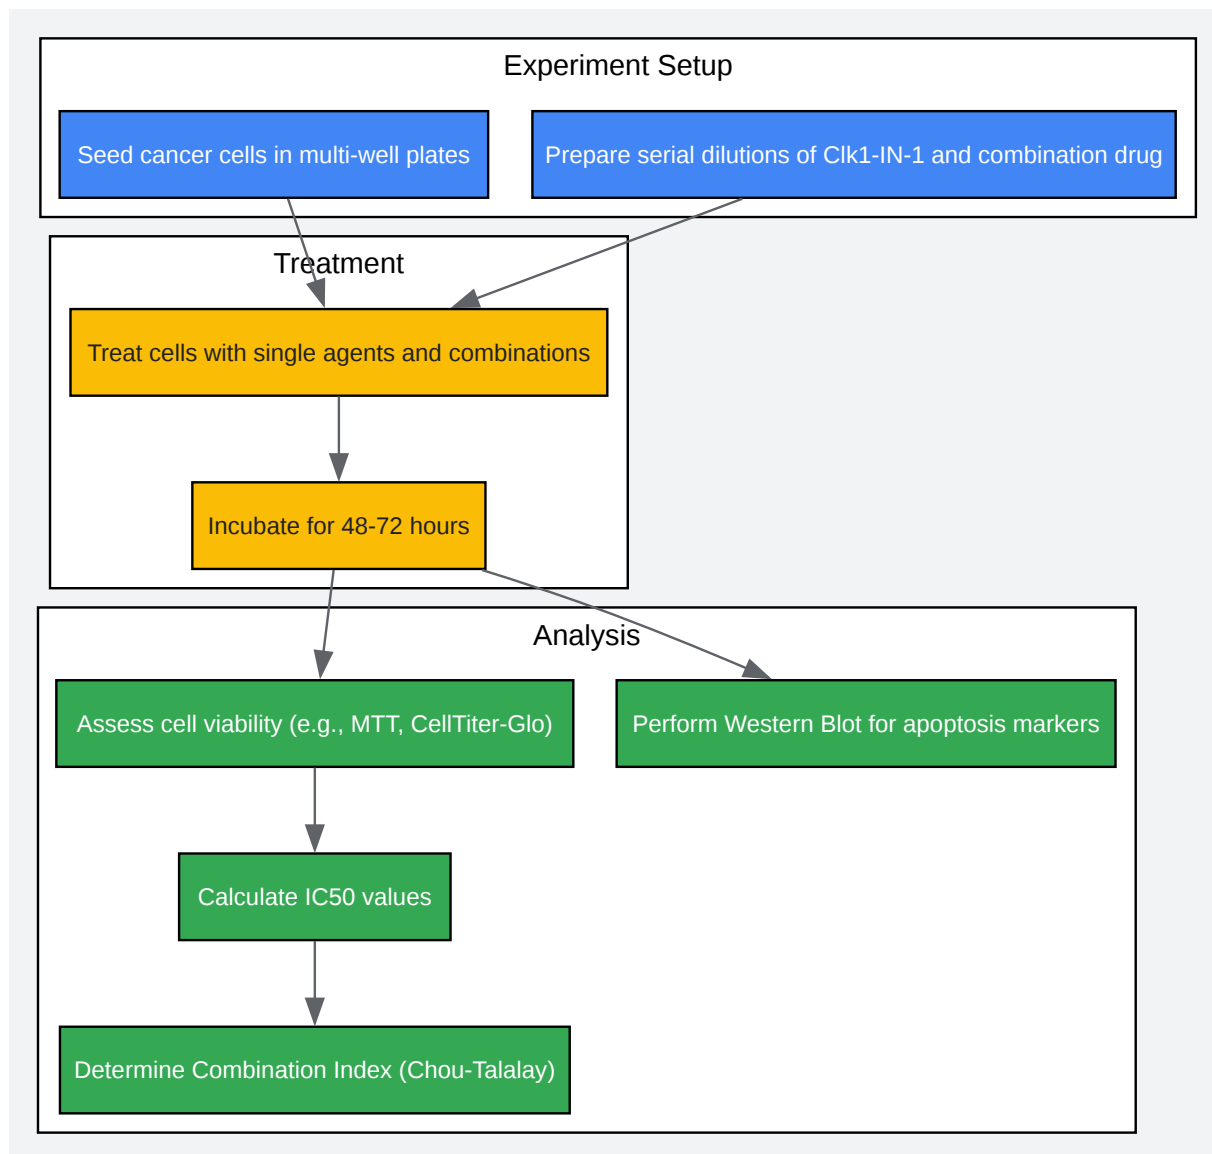 Experiment Setup
Seed cancer cells in multi-well plates
Prepare serial dilutions of Clk1-IN-1 and combination drug
Treatment
Treat cells with single agents and combinations
Incubate for 48-72 hours
Analysis
Assess cell viability (e.g., MTT, CellTiter-Glo)
Perform Western Blot for apoptosis markers
Calculate IC50 values
Determine Combination Index (Chou-Talalay)